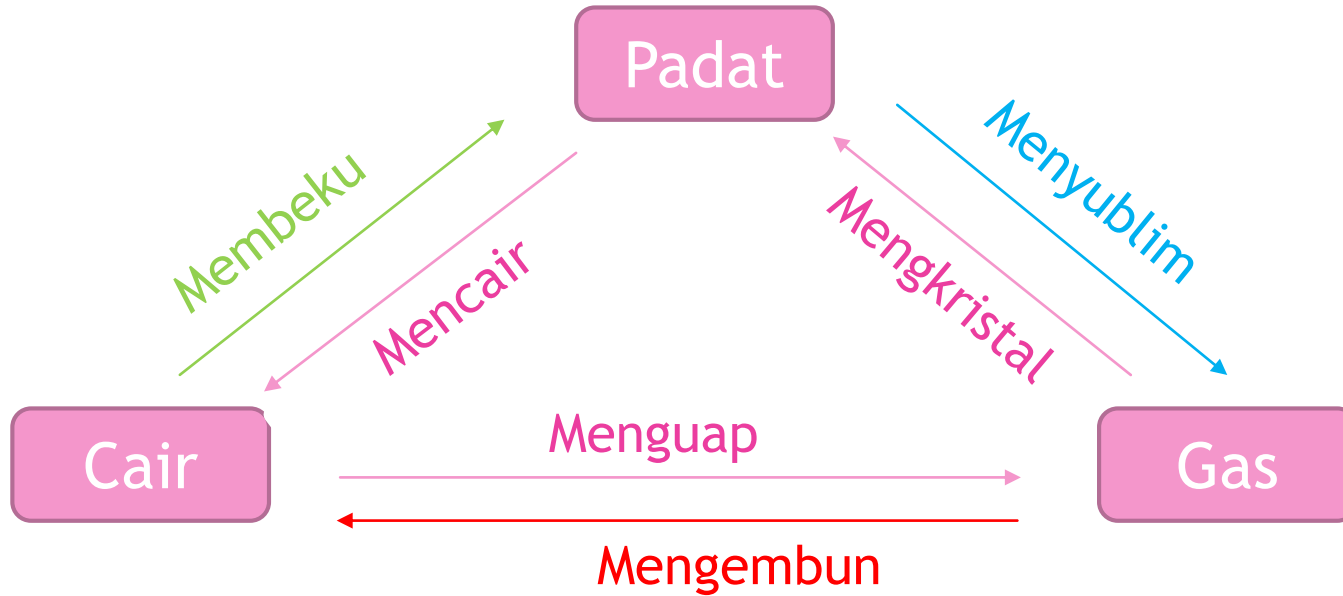 Padat
Membeku
Menyublim
Mencair
Mengkristal
Cair
Menguap
Gas
Mengembun